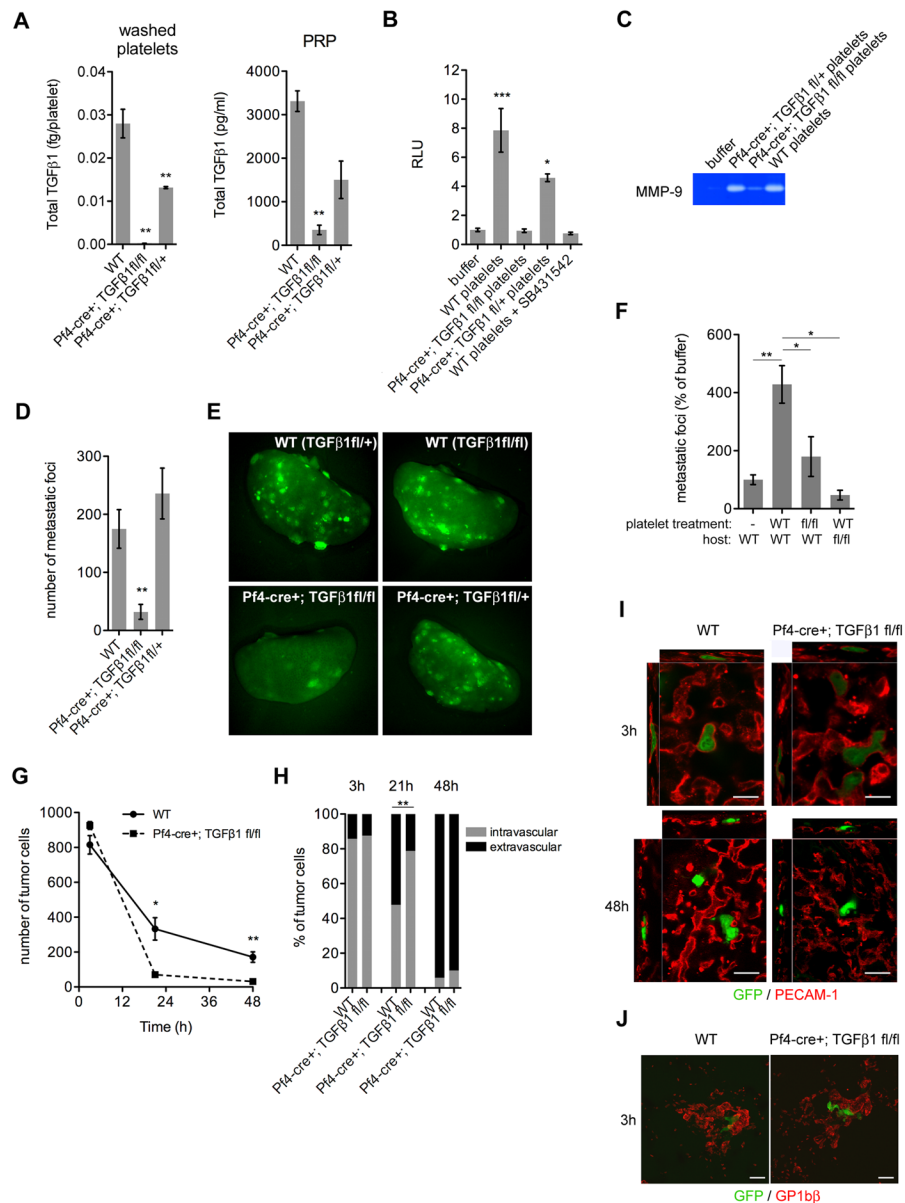 A
washed
platelets
Total TGFβ1 (fg/platelet)
0.04
0.03
0.02
0.01
0.00
**
**
WT
Pf4-cre+; TGFβ1fl/fl
Pf4-cre+; TGFβ1fl/+
PRP
Total TGFβ1 (pg/ml)
4000
3000
2000
1000
0
**
WT
Pf4-cre+; TGFβ1fl/fl
Pf4-cre+; TGFβ1fl/+
B
RLU
12
10
8
6
4
2
0
***
*
buffer
WT platelets
Pf4-cre+; TGFβ1 fl/fl platelets
Pf4-cre+; TGFβ1 fl/+ platelets
WT platelets + SB431542
C
buffer
Pf4-cre+; TGFβ1 fl/+ platelets
Pf4-cre+; TGFβ1 fl/fl platelets
WT platelets
MMP-9
D
number of metastatic foci
300
200
100
0
**
WT
Pf4-cre+; TGFβ1fl/fl
Pf4-cre+; TGFβ1fl/+
E
WT (TGFβ1fl/+)
WT (TGFβ1fl/fl)
Pf4-cre+; TGFβ1fl/fl
Pf4-cre+; TGFβ1fl/+
F
metastatic foci (% of buffer)
600
400
200
0
**
*
*
platelet treatment: - WT fl/fl WT
host: WT WT WT fl/fl
G
number of tumor cells
1000
800
600
400
200
0
WT
Pf4-cre+; TGFβ1 fl/fl
*
**
0 12 24 36 48
Time (h)
H
3h 21h 48h
**
% of tumor cells
100
80
60
40
20
0
intravascular
extravascular
WT
Pf4-cre+; TGFβ1 fl/fl
WT
Pf4-cre+; TGFβ1 fl/fl
WT
Pf4-cre+; TGFβ1 fl/fl
I
WT
Pf4-cre+; TGFβ1 fl/fl
3h
48h
GFP / PECAM-1
J
WT
Pf4-cre+; TGFβ1 fl/fl
3h
GFP / GP1bβ